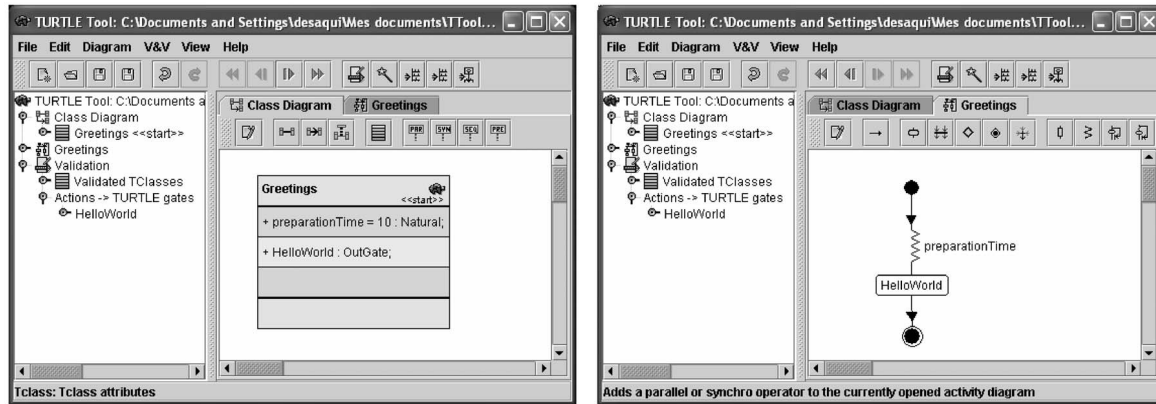 TURTLE Tool: C:\Documents and Settings\desaqui\Mes documents\TTool...
File Edit Diagram V&V View Help
TURTLE Tool: C:\Documents a
Class Diagram
Greetings <<start>>
Greetings
Validation
Validated TClasses
Actions -> TURTLE gates
HelloWorld
Class Diagram Greetings
PAR SYN SEQ PRE
Greetings
<<start>>
+ preparationTime = 10 : Natural;
+ HelloWorld : OutGate;
Tclass: Tclass attributes
TURTLE Tool: C:\Documents and Settings\desaqui\Mes documents\TTool...
File Edit Diagram V&V View Help
TURTLE Tool: C:\Documents a
Class Diagram
Greetings <<start>>
Greetings
Validation
Validated TClasses
Actions -> TURTLE gates
HelloWorld
Class Diagram Greetings
preparationTime
HelloWorld
Adds a parallel or synchro operator to the currently opened activity diagram